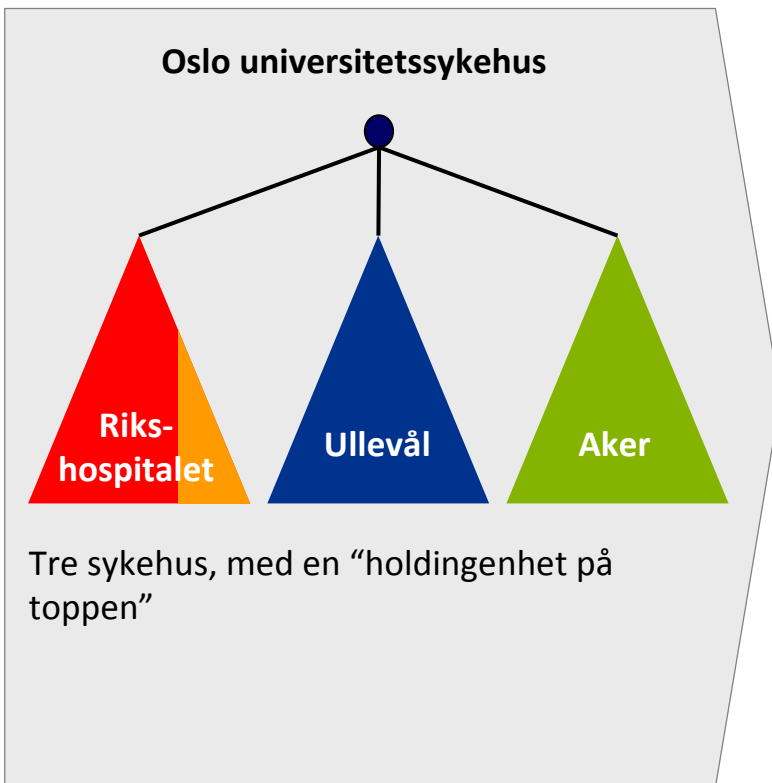 Oslo universitetssykehus
Riks-
hospitalet
Ullevål
Aker
Tre sykehus, med en “holdingenhet på
toppen”